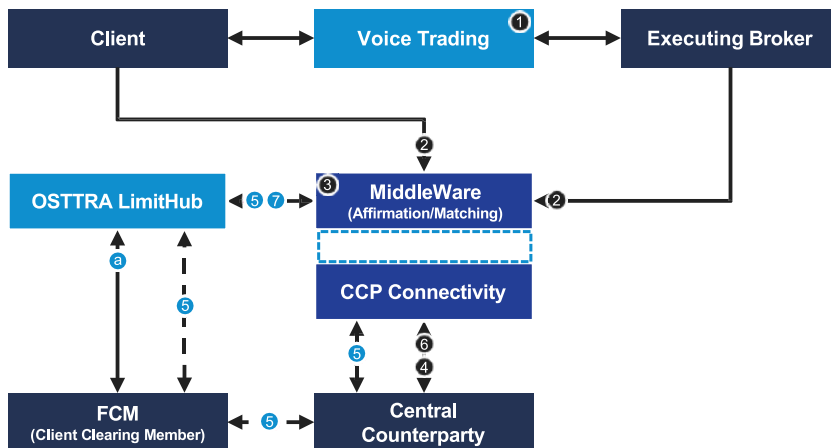 Client
Voice Trading
1
Executing Broker
2
OSTTRA LimitHub
5 7
3
MiddleWare
(Affirmation/Matching)
2
a
CCP Connectivity
5
5
6
4
FCM
(Client Clearing Member)
5
Central
Counterparty